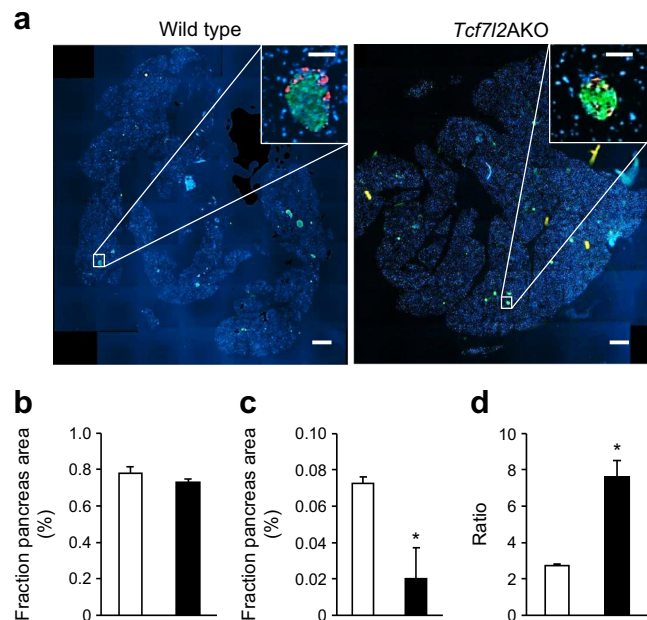 a
Wild type
Tcf7l2AKO
b
c
d
Fraction pancreas area
(%)
1.0
0.8
0.6
0.4
0.2
0
Fraction pancreas area
(%)
0.10
0.08
0.06
0.04
0.02
0
*
Ratio
10
8
6
4
2
0
*